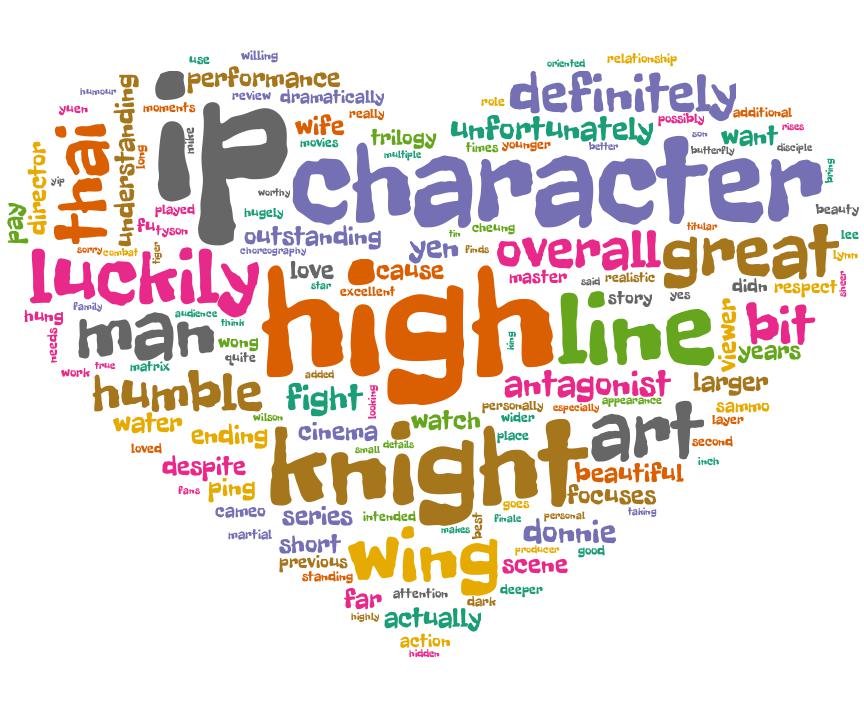 use
willing
oriented
relationship
humour
ip
performance
review
dramatically
role
definitely
additional
yuen
moments
understanding
wife
really
movies
trilogy
multiple
unfortunately
possibly
rises
son
want
times
younger
better
butterfly
disciple
thai
long
mike
director
yip
pay
worthy
character
bring
played
hugely
beauty
fu
tyson
outstanding
choreography
yen
tin
cheung
finds
overall
titular
great
lee
lynn
sorry
combat
tiger
luckily
love
star
cause
excellent
high
master
said
realistic
story
yes
didn
respect
sheer
hung
family
audience
think
man
wong
quite
needs
work
true
matrix
king
line
viewer
bit
years
humble
added
fight
looking
antagonist
larger
personally
especially
appearance
sammo
water
wilson
watch
wider
layer
ending
cinema
small
details
place
art
second
loved
despite
knight
beautiful
inch
fans
ping
focuses
goes
cameo
series
intended
best
finale
personal
taking
martial
makes
donnie
short
wing
producer
good
previous
scene
standing
attention
deeper
far
dark
highly
actually
action
hidden